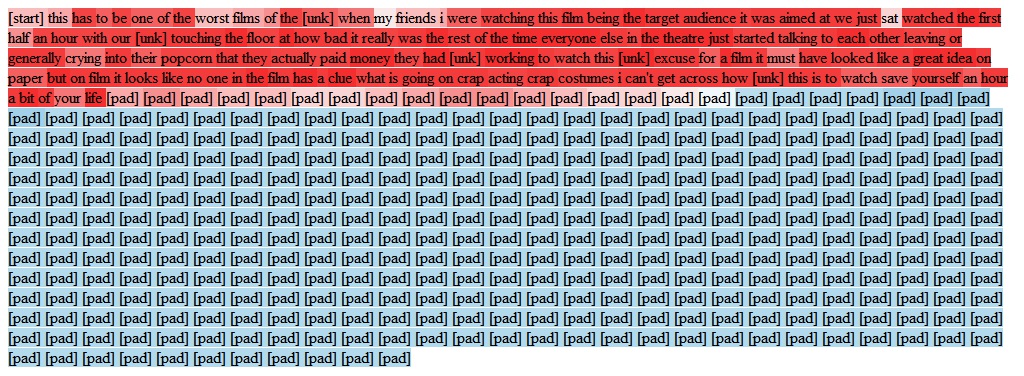 [start] this has to be one of the worst films of the [unk] when my friends i were watching this film being the target audience it was aimed at we just sat watched the first
half an hour with our [unk] touching the floor at how bad it really was the rest of the time everyone else in the theatre just started talking to each other leaving or
generally crying into their popcorn that they actually paid money they had [unk] working to watch this [unk] excuse for a film it must have looked like a great idea on
paper but on film it looks like no one in the film has a clue what is going on crap acting crap costumes i can't get across how [unk] this is to watch save yourself an hour
a bit of your life [pad] [pad] [pad] [pad] [pad] [pad] [pad] [pad] [pad] [pad] [pad] [pad] [pad] [pad] [pad] [pad] [pad] [pad] [pad] [pad] [pad] [pad] [pad] [pad]
[pad] [pad] [pad] [pad] [pad] [pad] [pad] [pad] [pad] [pad] [pad] [pad] [pad] [pad] [pad] [pad] [pad] [pad] [pad] [pad] [pad] [pad] [pad] [pad] [pad] [pad] [pad]
[pad] [pad] [pad] [pad] [pad] [pad] [pad] [pad] [pad] [pad] [pad] [pad] [pad] [pad] [pad] [pad] [pad] [pad] [pad] [pad] [pad] [pad] [pad] [pad] [pad] [pad] [pad]
[pad] [pad] [pad] [pad] [pad] [pad] [pad] [pad] [pad] [pad] [pad] [pad] [pad] [pad] [pad] [pad] [pad] [pad] [pad] [pad] [pad] [pad] [pad] [pad] [pad] [pad] [pad]
[pad] [pad] [pad] [pad] [pad] [pad] [pad] [pad] [pad] [pad] [pad] [pad] [pad] [pad] [pad] [pad] [pad] [pad] [pad] [pad] [pad] [pad] [pad] [pad] [pad] [pad] [pad]
[pad] [pad] [pad] [pad] [pad] [pad] [pad] [pad] [pad] [pad] [pad] [pad] [pad] [pad] [pad] [pad] [pad] [pad] [pad] [pad] [pad] [pad] [pad] [pad] [pad] [pad] [pad]
[pad] [pad] [pad] [pad] [pad] [pad] [pad] [pad] [pad] [pad] [pad] [pad] [pad] [pad] [pad] [pad] [pad] [pad] [pad] [pad] [pad] [pad] [pad] [pad] [pad] [pad] [pad]
[pad] [pad] [pad] [pad] [pad] [pad] [pad] [pad] [pad] [pad] [pad] [pad] [pad] [pad] [pad] [pad] [pad] [pad] [pad] [pad] [pad] [pad] [pad] [pad] [pad] [pad] [pad]
[pad] [pad] [pad] [pad] [pad] [pad] [pad] [pad] [pad] [pad] [pad] [pad] [pad] [pad] [pad] [pad] [pad] [pad] [pad] [pad] [pad] [pad] [pad] [pad] [pad] [pad] [pad]
[pad] [pad] [pad] [pad] [pad] [pad] [pad] [pad] [pad] [pad] [pad] [pad] [pad] [pad] [pad] [pad] [pad] [pad] [pad] [pad] [pad] [pad] [pad] [pad] [pad] [pad] [pad]
[pad] [pad] [pad] [pad] [pad] [pad] [pad] [pad] [pad] [pad] [pad] [pad] [pad] [pad] [pad] [pad] [pad] [pad] [pad] [pad] [pad] [pad] [pad] [pad] [pad] [pad] [pad]
[pad] [pad] [pad] [pad] [pad] [pad] [pad] [pad] [pad] [pad] [pad] [pad] [pad] [pad] [pad] [pad] [pad] [pad] [pad] [pad] [pad] [pad] [pad] [pad] [pad] [pad] [pad]
[pad] [pad] [pad] [pad] [pad] [pad] [pad] [pad] [pad] [pad] [pad] [pad] [pad] [pad] [pad] [pad] [pad] [pad] [pad] [pad] [pad] [pad] [pad] [pad] [pad] [pad] [pad]
[pad] [pad] [pad] [pad] [pad] [pad] [pad] [pad] [pad] [pad] [pad]